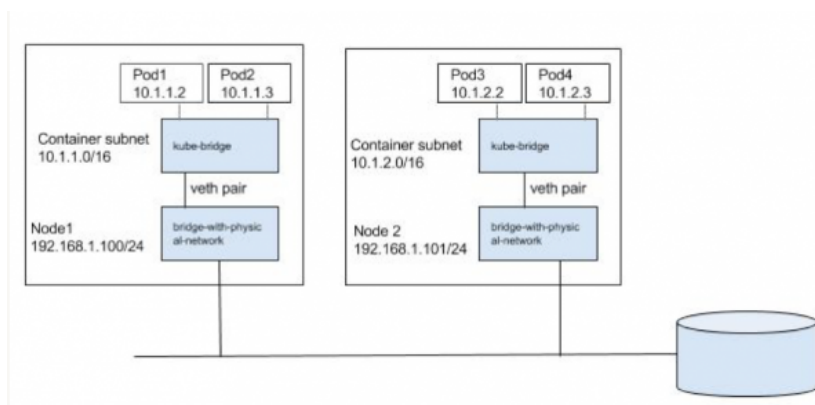 Pod1
10.1.1.2
Pod2
10.1.1.3
Container subnet
10.1.1.0/16
kube-bridge
veth pair
Node1
192.168.1.100/24
bridge-with-physic
al-network
Pod3
10.1.2.2
Pod4
10.1.2.3
Container subnet
10.1.2.0/16
kube-bridge
veth pair
Node 2
192.168.1.101/24
bridge-with-physic
al-network